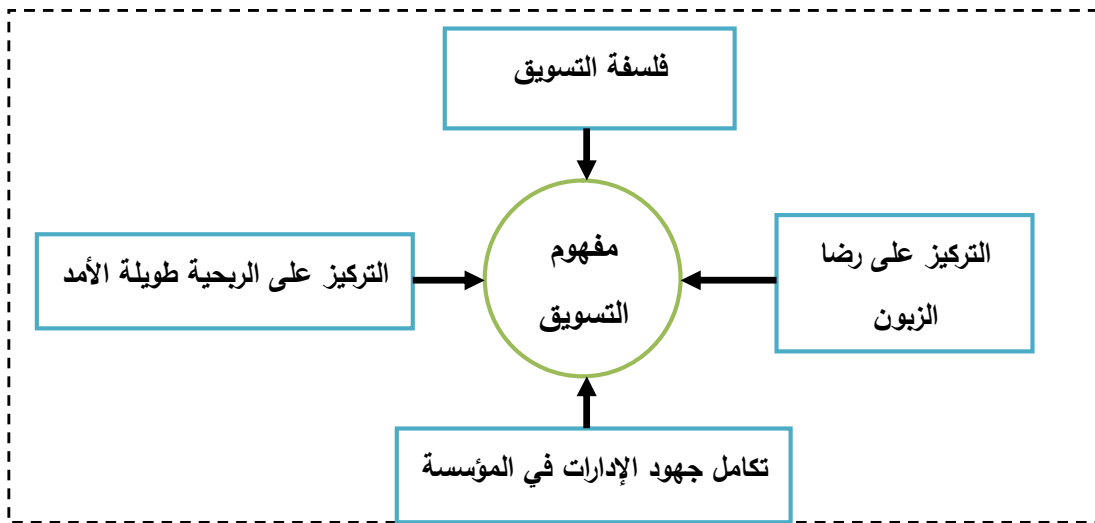 فلسفة التسويق
مفهوم
التسويق
التركيز على رضا
الزبون
التركيز على الربحية طويلة الأمد
تكامل جهود الإدارات في المؤسسة